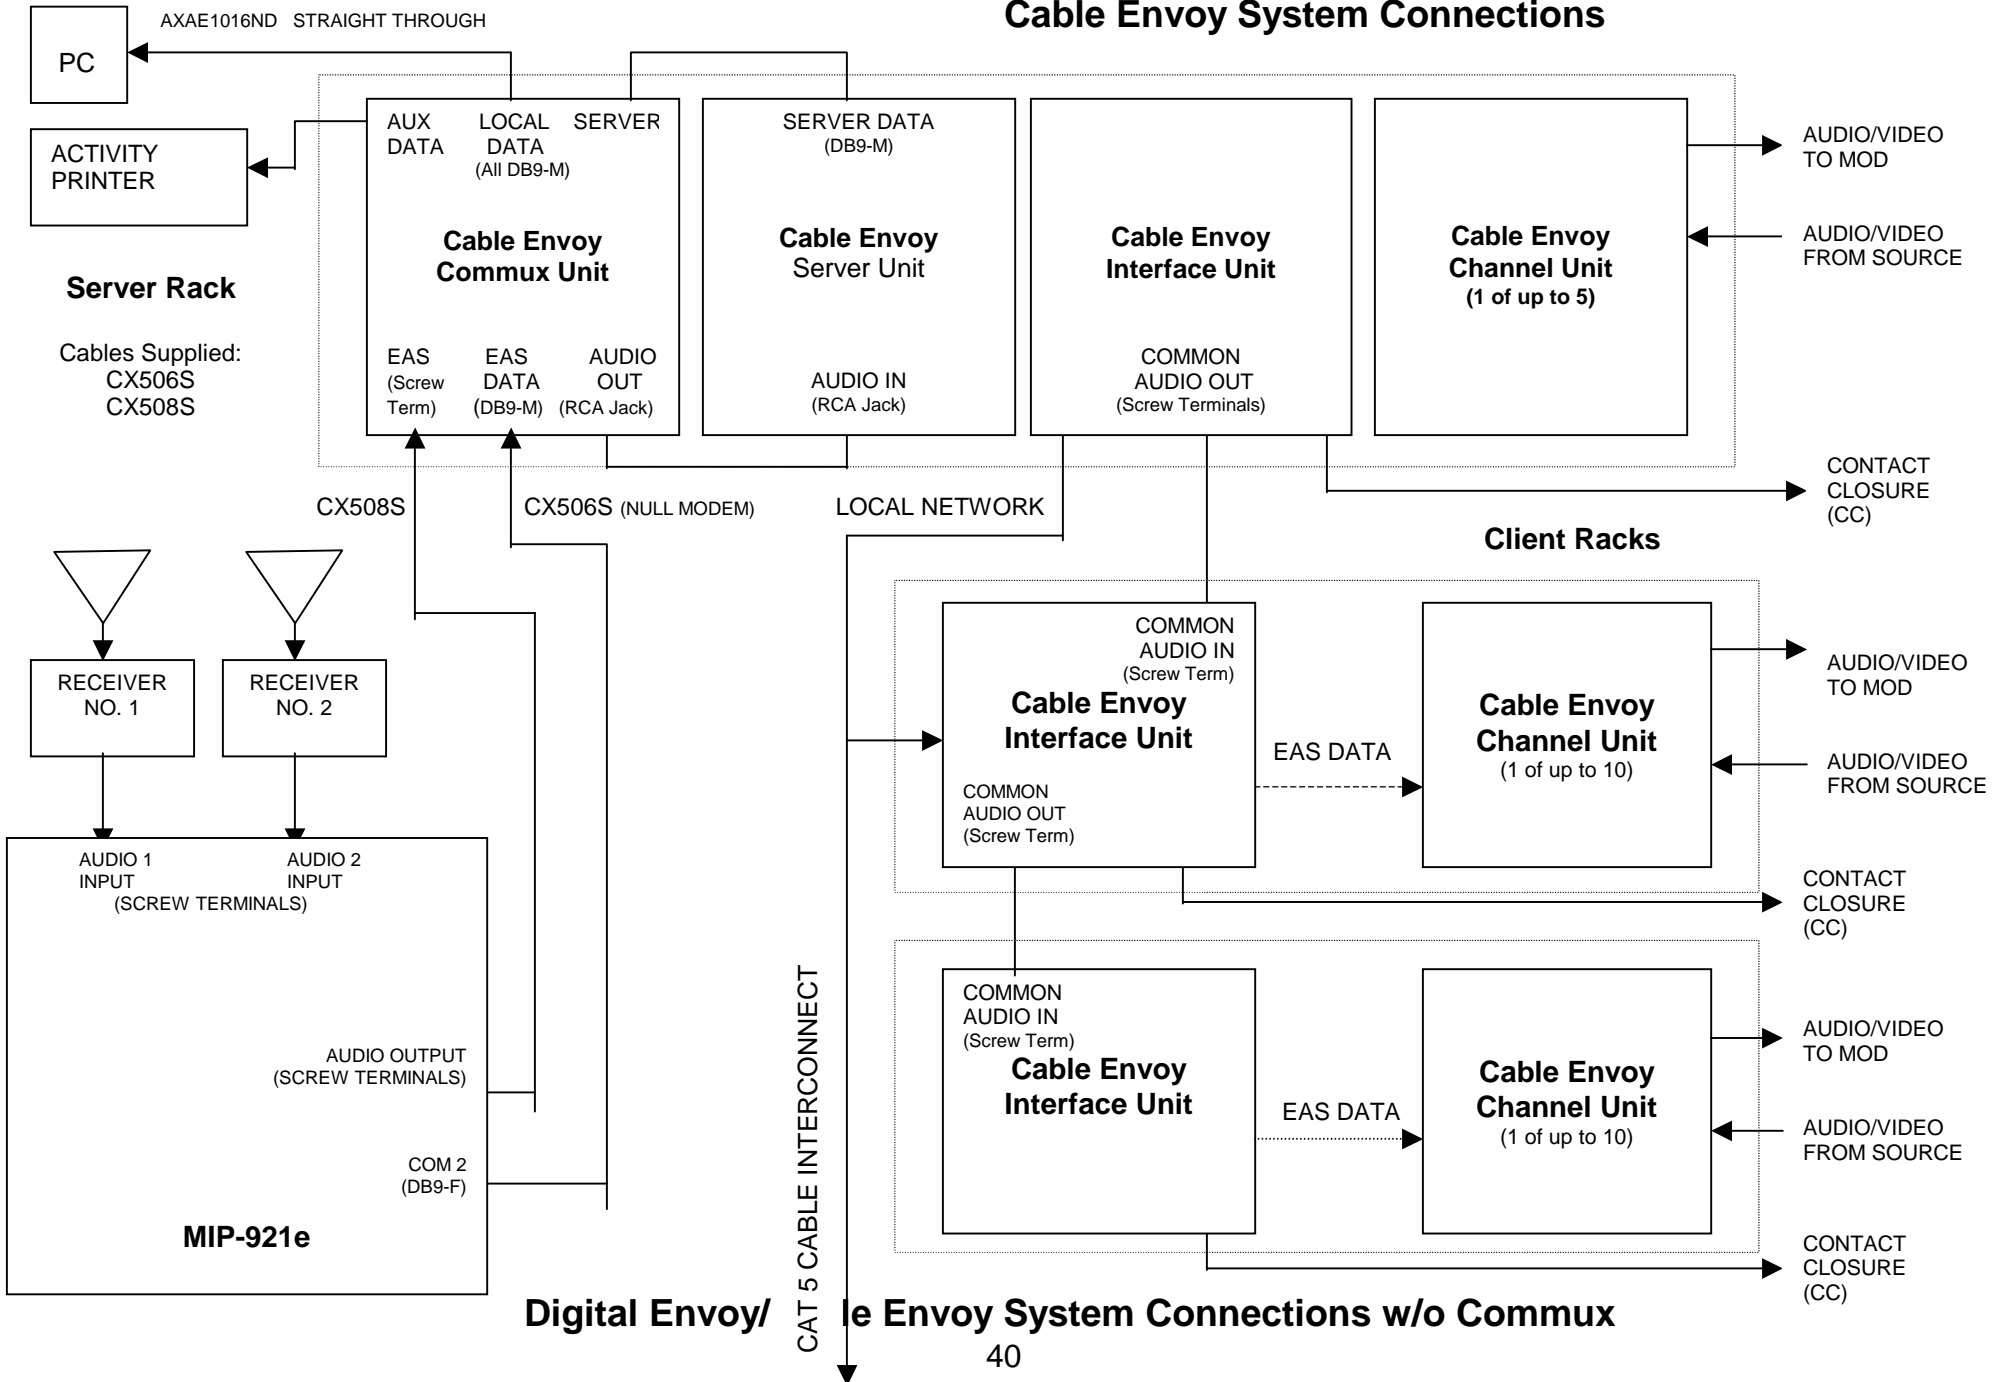 Cable Envoy System Connections
AXAE1016ND STRAIGHT THROUGH
PC
ACTIVITY
PRINTER
Server Rack
Cables Supplied:
CX506S
CX508S
AUX
DATA
LOCAL
DATA
(All DB9-M)
SERVER
Cable Envoy
Commux Unit
EAS
(Screw
Term)
EAS
DATA
(DB9-M)
AUDIO
OUT
(RCA Jack)
SERVER DATA
(DB9-M)
Cable Envoy
Server Unit
AUDIO IN
(RCA Jack)
Cable Envoy
Interface Unit
COMMON
AUDIO OUT
(Screw Terminals)
Cable Envoy
Channel Unit
(1 of up to 5)
AUDIO/VIDEO
TO MOD
AUDIO/VIDEO
FROM SOURCE
CONTACT
CLOSURE
(CC)
CX508S
CX506S (NULL MODEM)
LOCAL NETWORK
Client Racks
RECEIVER
NO. 1
RECEIVER
NO. 2
AUDIO 1
INPUT
AUDIO 2
INPUT
(SCREW TERMINALS)
AUDIO OUTPUT
(SCREW TERMINALS)
COM 2
(DB9-F)
MIP-921e
CAT 5 CABLE INTERCONNECT
COMMON
AUDIO IN
(Screw Term)
Cable Envoy
Interface Unit
COMMON
AUDIO OUT
(Screw Term)
EAS DATA
Cable Envoy
Channel Unit
(1 of up to 10)
AUDIO/VIDEO
TO MOD
AUDIO/VIDEO
FROM SOURCE
CONTACT
CLOSURE
(CC)
COMMON
AUDIO IN
(Screw Term)
Cable Envoy
Interface Unit
EAS DATA
Cable Envoy
Channel Unit
(1 of up to 10)
AUDIO/VIDEO
TO MOD
AUDIO/VIDEO
FROM SOURCE
CONTACT
CLOSURE
(CC)
Digital Envoy/ le Envoy System Connections w/o Commux
40